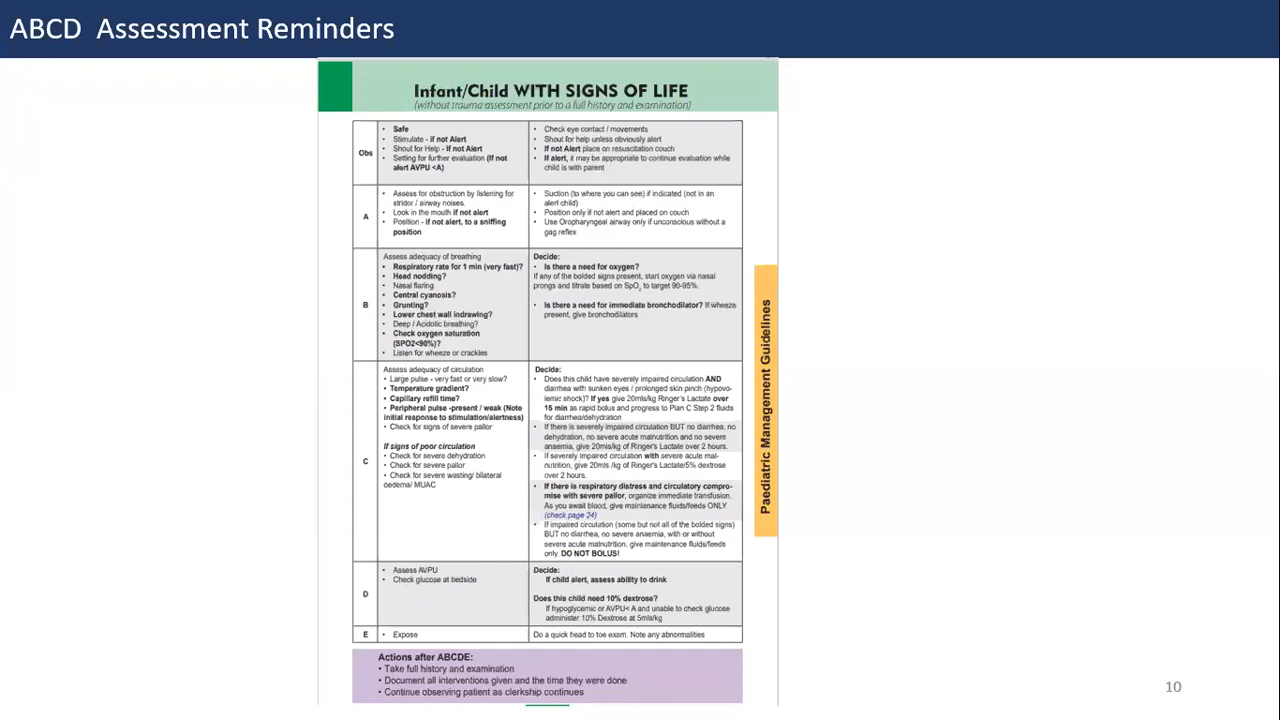 ABCD  Assessment Reminders
Infant/Child WITH SIGNS OF LIFE
(without trauma assessment prior to a full history and examination)
Obs
• Safe
• Stimulate - if not Alert
• Shout for Help - If not Alert
• Setting for further evaluation (If not
alert AVPU <A)
• Check eye contact / movements
• Shout for help unless obviously alert
• If not Alert place on resuscitation couch
• If alert, it may be appropriate to continue evaluation while
child is with parent
A
• Assess for obstruction by listening for
stridor / airway noises.
• Look in the mouth if not alert
• Position - if not alert, to a sniffing
position
• Suction (to where you can see) if indicated (not in an
alert child)
• Position only if not alert and placed on couch
• Use Oropharyngeal airway only if unconscious without a
gag reflex
B
Assess adequacy of breathing
• Respiratory rate for 1 min (very fast)?
• Head nodding?
• Nasal flaring
• Central cyanosis?
• Grunting?
• Lower chest wall indrawing?
• Deep / Acidotic breathing?
• Check oxygen saturation
(SPO2<90%)?
• Listen for wheeze or crackles
Decide:
• Is there a need for oxygen?
If any of the bolded signs present, start oxygen via nasal
prongs and titrate based on SpO2 to target 90-95%.
• Is there a need for immediate bronchodilator? If wheeze
present, give bronchodilators
C
Assess adequacy of circulation
• Large pulse - very fast or very slow?
• Temperature gradient?
• Capillary refill time?
• Peripheral pulse -present / weak (Note
initial response to stimulation/alertness)
• Check for signs of severe pallor
If signs of poor circulation
• Check for severe dehydration
• Check for severe pallor
• Check for severe wasting/ bilateral
oedema/ MUAC
Decide:
• Does this child have severely impaired circulation AND
diarrhea with sunken eyes / prolonged skin pinch (hypovo-
lemic shock)? If yes give 20mls/kg Ringer's Lactate over
15 min as rapid bolus and progress to Plan C Step 2 fluids
for diarrhea/dehydration
• If there is severely impaired circulation BUT no diarrhea, no
dehydration, no severe acute malnutrition and no severe
anaemia, give 20mls/kg of Ringer's Lactate over 2 hours.
• If severely impaired circulation with severe acute mal-
nutrition, give 20mls /kg of Ringer's Lactate/5% dextrose
over 2 hours.
• If there is respiratory distress and circulatory compro-
mise with severe pallor, organize immediate transfusion.
As you await blood, give maintenance fluids/feeds ONLY
(check page 24)
• If impaired circulation (some but not all of the bolded signs)
BUT no diarrhea, no severe anaemia, with or without
severe acute malnutrition, give maintenance fluids/feeds
only. DO NOT BOLUS!
D
• Assess AVPU
• Check glucose at bedside
Decide:
If child alert, assess ability to drink
Does this child need 10% dextrose?
If hypoglycemic or AVPU< A and unable to check glucose
administer 10% Dextrose at 5mls/kg
E
• Expose
Do a quick head to toe exam. Note any abnormalities
Actions after ABCDE:
• Take full history and examination
• Document all interventions given and the time they were done
• Continue observing patient as clerkship continues
Paediatric Management Guidelines
10